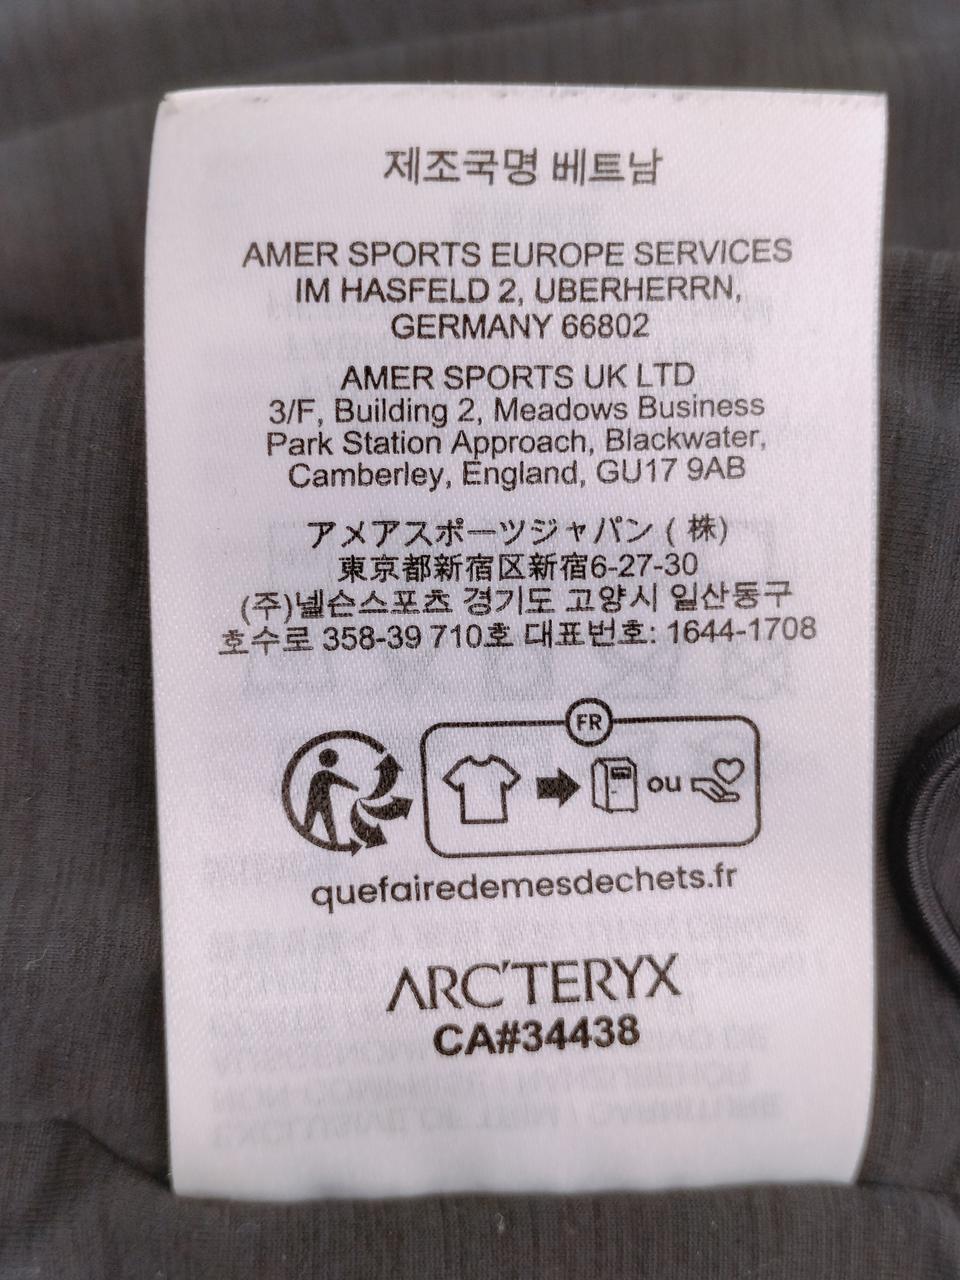 제조국명 베트남
AMER SPORTS EUROPE SERVICES
IM HASFELD 2, UBERHERRN,
GERMANY 66802
AMER SPORTS UK LTD
3/F, Building 2, Meadows Business
Park Station Approach, Blackwater,
Camberley, England, GU17 9AB
アメアスポーツジャパン (株)
東京都新宿区新宿6-27-30
(주)넬슨스포츠 경기도 고양시 일산동구
호수로 358-39 710호 대표번호: 1644-1708
FR
ou
quefairedemesdechets.fr
ARC'TERYX
CA#34438